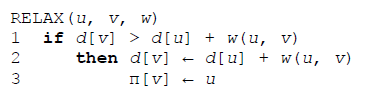 RELAX(u, v, w)
1 if d[v] > d[u] + w(u, v)
2 then d[v] ← d[u] + w(u, v)
3 π[v] ← u